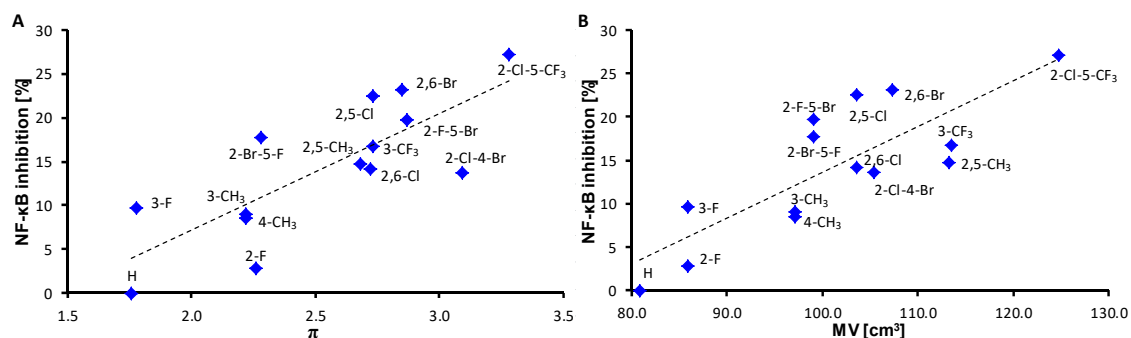 A
NF-κB inhibition [%]
30
25
20
15
10
5
0
1.5
2.0
2.5
3.0
3.5
π
2-Cl-5-CF₃
2,6-Br
2,5-Cl
2-F-5-Br
2-Br-5-F
2,5-CH₃
3-CF₃
2-Cl-4-Br
2,6-Cl
3-F
3-CH₃
4-CH₃
2-F
H
B
NF-κB inhibition [%]
30
25
20
15
10
5
0
80.0
90.0
100.0
110.0
120.0
130.0
MV [cm³]
2-Cl-5-CF₃
2,6-Br
2-F-5-Br
2,5-Cl
2-Br-5-F
3-CF₃
2,6-Cl
2,5-CH₃
2-Cl-4-Br
3-F
3-CH₃
4-CH₃
2-F
H